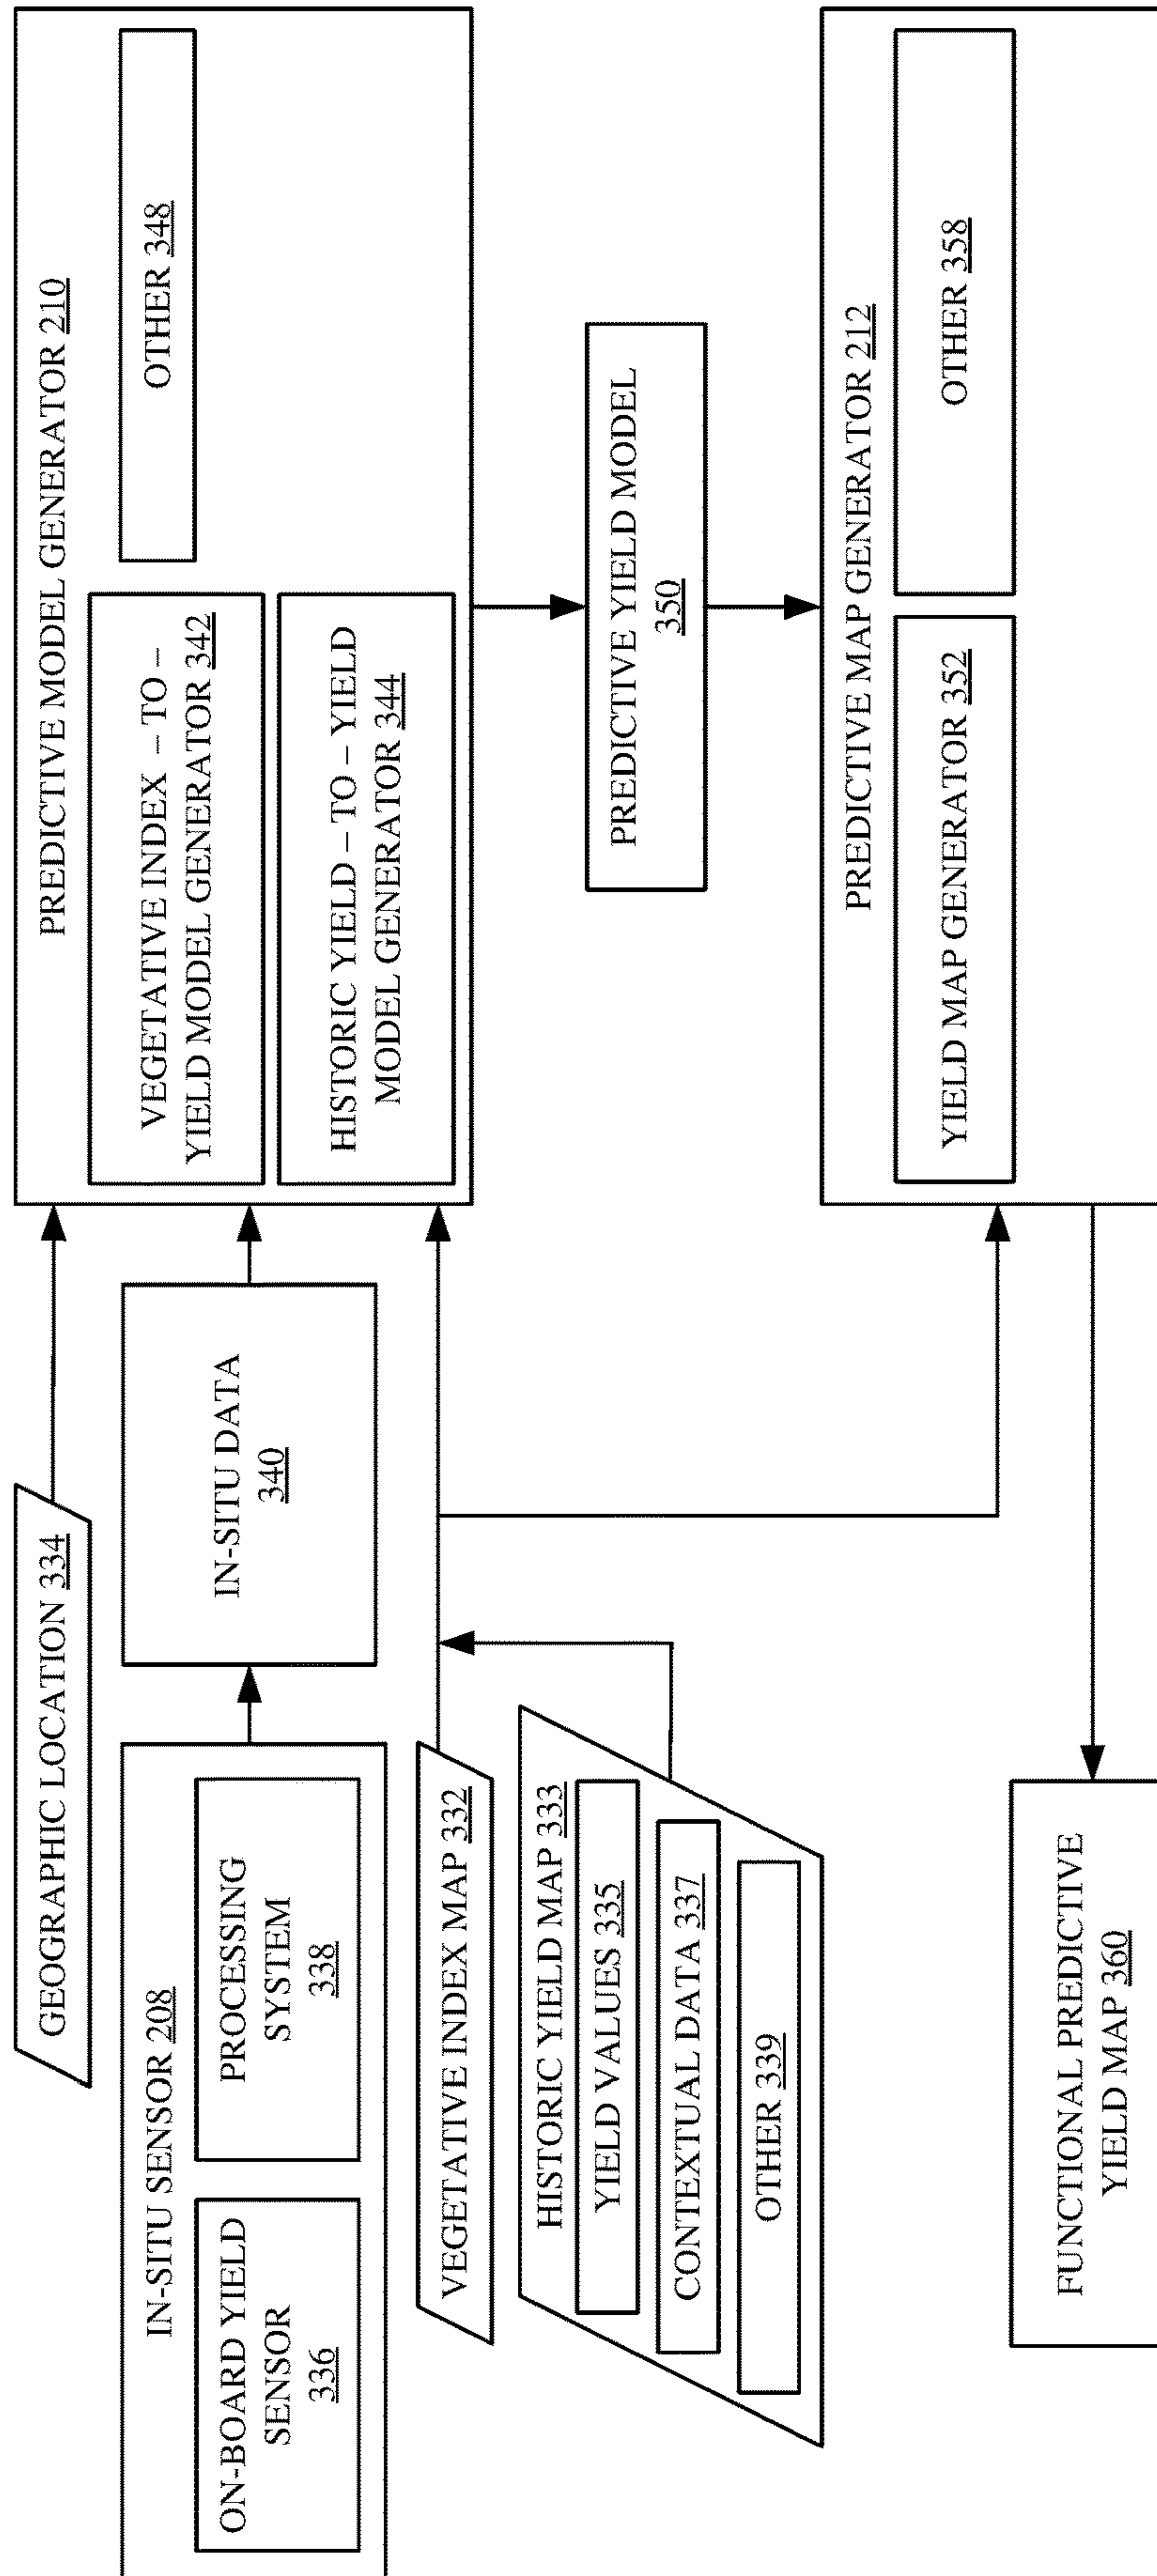 GEOGRAPHIC LOCATION 334
IN-SITU SENSOR 208
ON-BOARD YIELD
SENSOR
336
PROCESSING
SYSTEM
338
IN-SITU DATA
340
VEGETATIVE INDEX MAP 332
HISTORIC YIELD MAP 333
YIELD VALUES 335
CONTEXTUAL DATA 337
OTHER 339
PREDICTIVE MODEL GENERATOR 210
VEGETATIVE INDEX – TO –
YIELD MODEL GENERATOR 342
HISTORIC YIELD – TO – YIELD
MODEL GENERATOR 344
OTHER 348
PREDICTIVE YIELD MODEL
350
PREDICTIVE MAP GENERATOR 212
YIELD MAP GENERATOR 352
OTHER 358
FUNCTIONAL PREDICTIVE
YIELD MAP 360